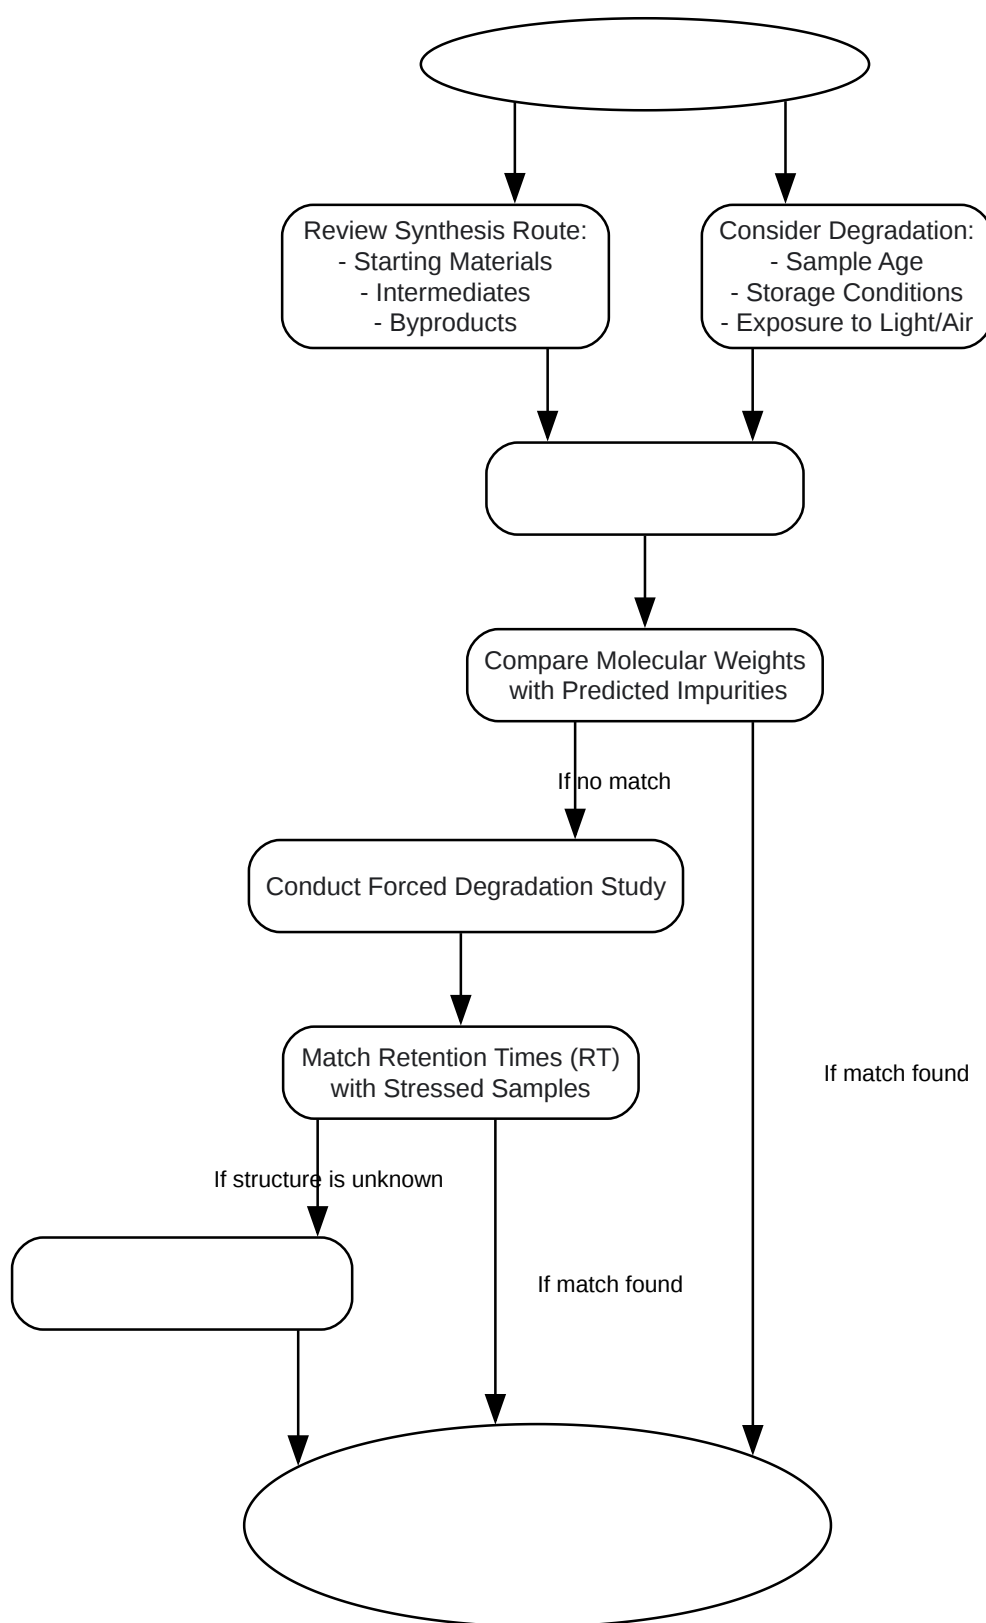 Review Synthesis Route:
- Starting Materials
- Intermediates
- Byproducts
Consider Degradation:
- Sample Age
- Storage Conditions
- Exposure to Light/Air
Compare Molecular Weights
with Predicted Impurities
If no match
Conduct Forced Degradation Study
Match Retention Times (RT)
with Stressed Samples
If match found
If structure is unknown
If match found